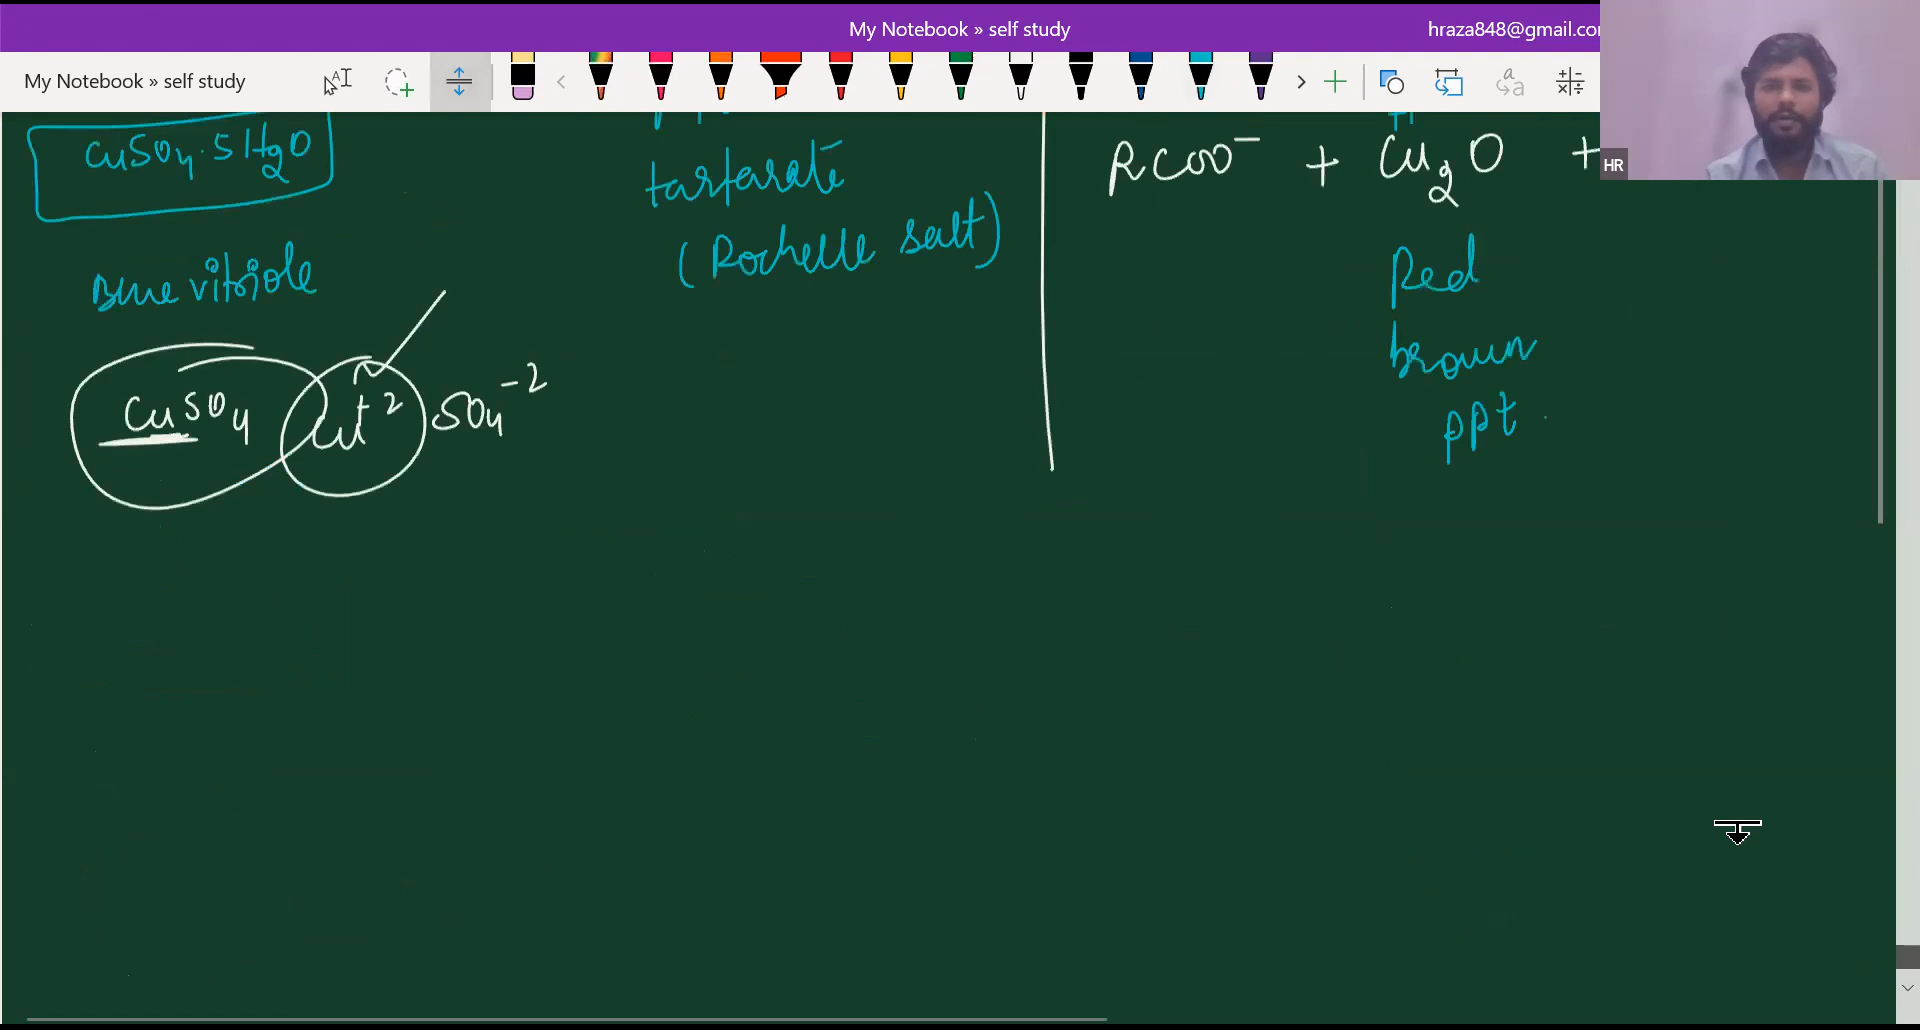 My Notebook » self study
hraza848@gmail.co
My Notebook » self study
HR
CuSO4·5H2O
Blue vitriole
CuSO4 Cu+2 SO4-2
tartarate
(Rochelle salt)
RCOO− + Cu2O +
Red
brown
ppt